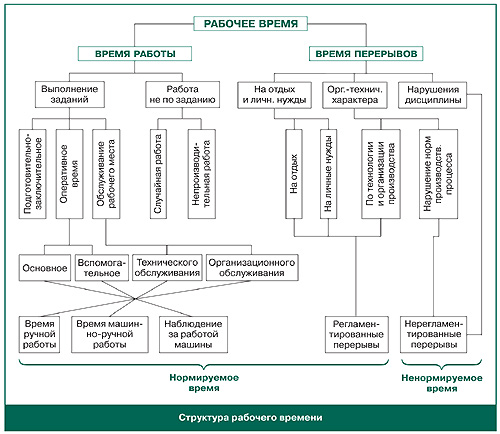 РАБОЧЕЕ ВРЕМЯ
ВРЕМЯ РАБОТЫ
ВРЕМЯ ПЕРЕРЫВОВ
Выполнение
заданий
Работа
не по заданию
На отдых
и личн. нужды
Орг.-технич.
характера
Нарушения
дисциплины
Подготовительно-
заключительное
Оперативное
время
Обслуживание
рабочего места
Случайная работа
Непроизводи-
тельная работа
На отдых
На личные нужды
По технологии
и организации
производства
Нарушение норм
производств.
процесса
Основное
Вспомога-
тельное
Технического
обслуживания
Организационного
обслуживания
Время
ручной
работы
Время машин-
но-ручной
работы
Наблюдение
за работой
машины
Регламен-
тированные
перерывы
Нерегламен-
тированные
перерывы
Нормируемое
время
Ненормируемое
время
Структура рабочего времени